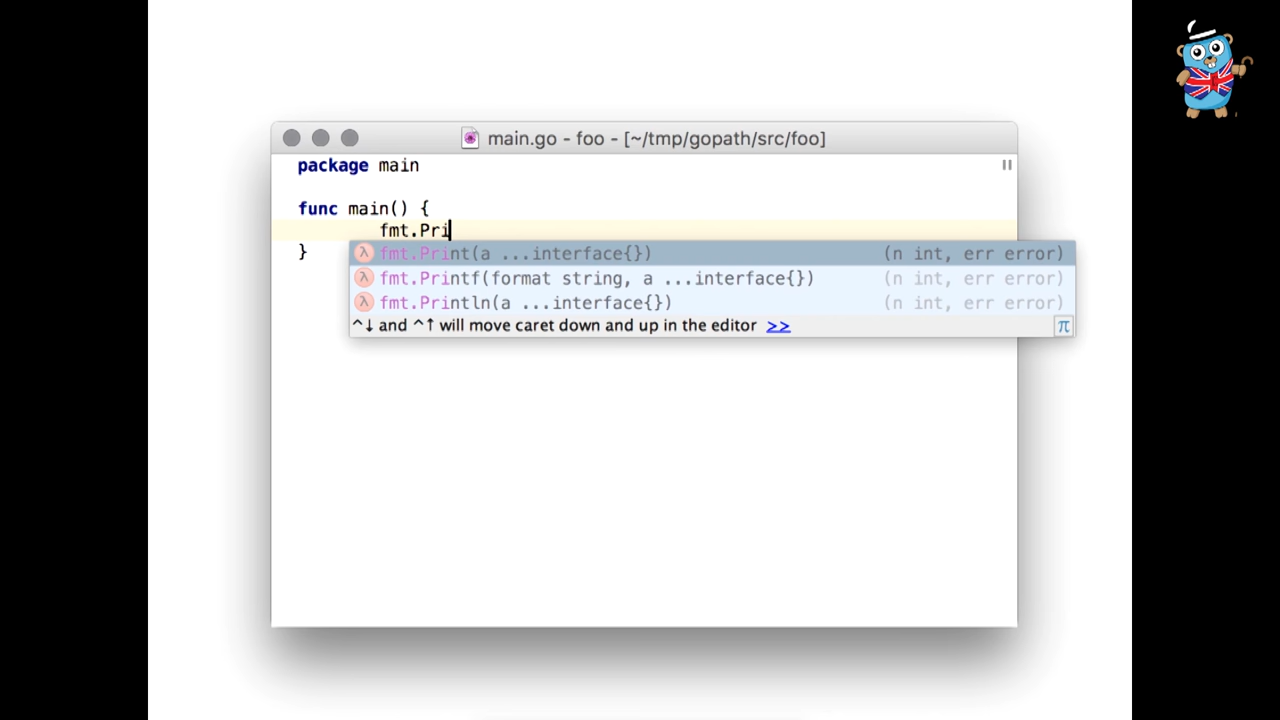 main.go - foo - [~/tmp/gopath/src/foo]
package main
func main() {
fmt.Pri
}
fmt.Print(a ...interface{}) (n int, err error)
fmt.Printf(format string, a ...interface{}) (n int, err error)
fmt.Println(a ...interface{}) (n int, err error)
^↓ and ^↑ will move caret down and up in the editor >>
π